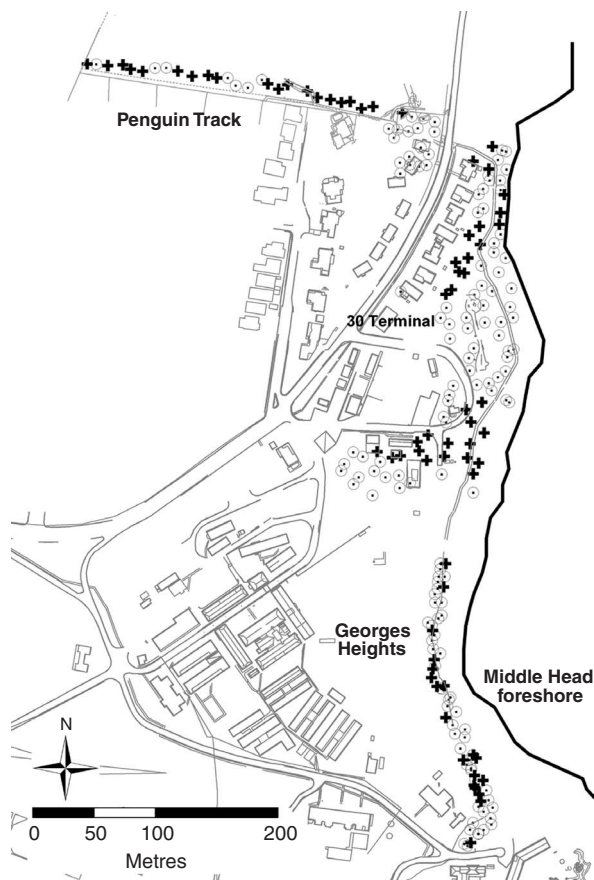 Penguin Track
30 Terminal
Georges
Heights
Middle Head
foreshore
N
0 50 100 200
Metres